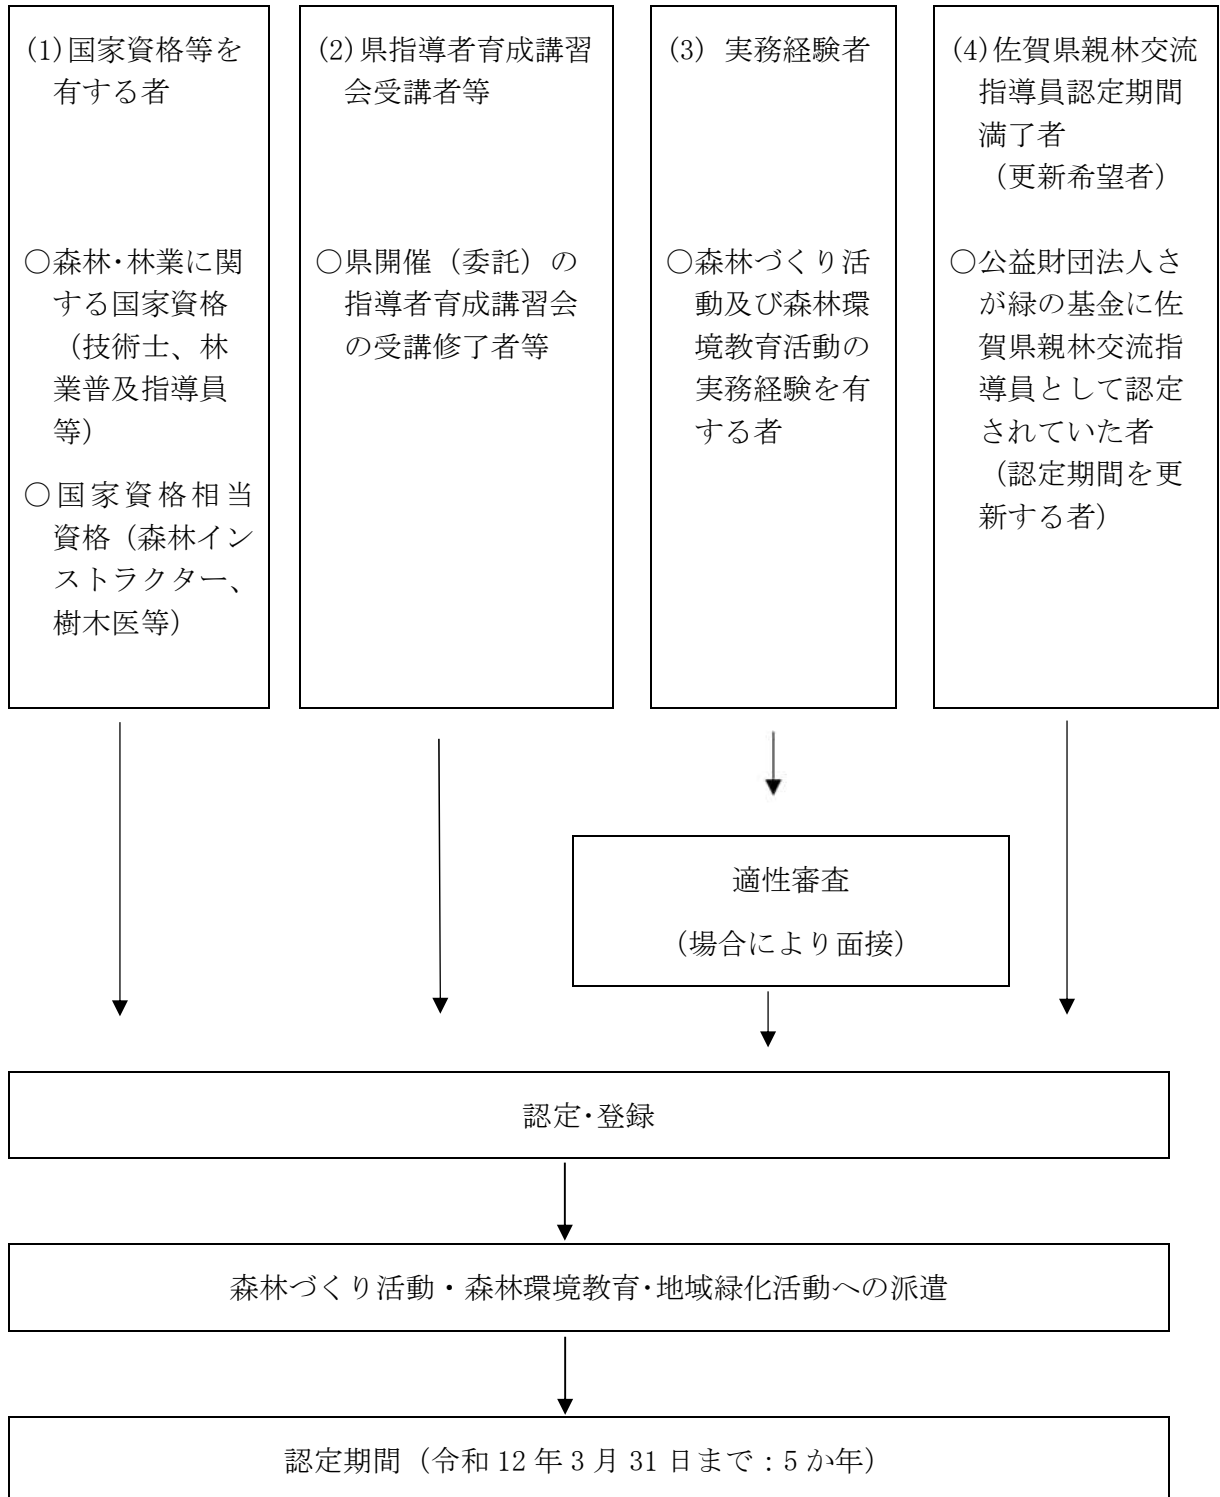 (1)国家資格等を
有する者
○森林･林業に関
する国家資格
（技術士、林
業普及指導員
等）
○国家資格相当
資格（森林イン
ストラクター、
樹木医等）
(2)県指導者育成講習
会受講者等
○県開催（委託）の
指導者育成講習会
の受講修了者等
(3) 実務経験者
○森林づくり活
動及び森林環
境教育活動の
実務経験を有
する者
(4)佐賀県親林交流
指導員認定期間
満了者
（更新希望者）
○公益財団法人さ
が緑の基金に佐
賀県親林交流指
導員として認定
されていた者
（認定期間を更
新する者）
適性審査
（場合により面接）
認定･登録
森林づくり活動・森林環境教育･地域緑化活動への派遣
認定期間（令和 12 年 3 月 31 日まで：5 か年）